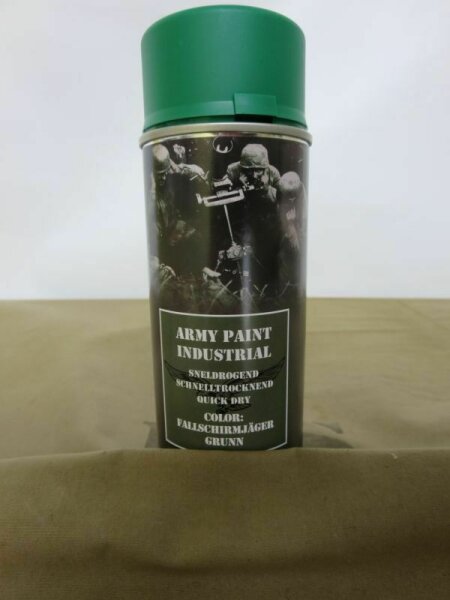 ARMY PAINT
INDUSTRIAL
SNELDROGEND
SCHNELLTROCKNEND
QUICK DRY
COLOR:
FALLSCHIRMJÄGER
GRUNN